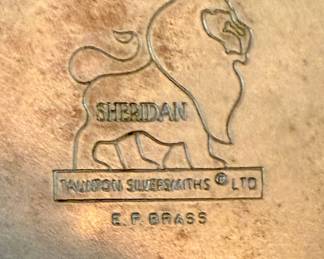 SHERIDAN
TAUNTON SILVERSMITHS ® LTD
E. P. BRASS